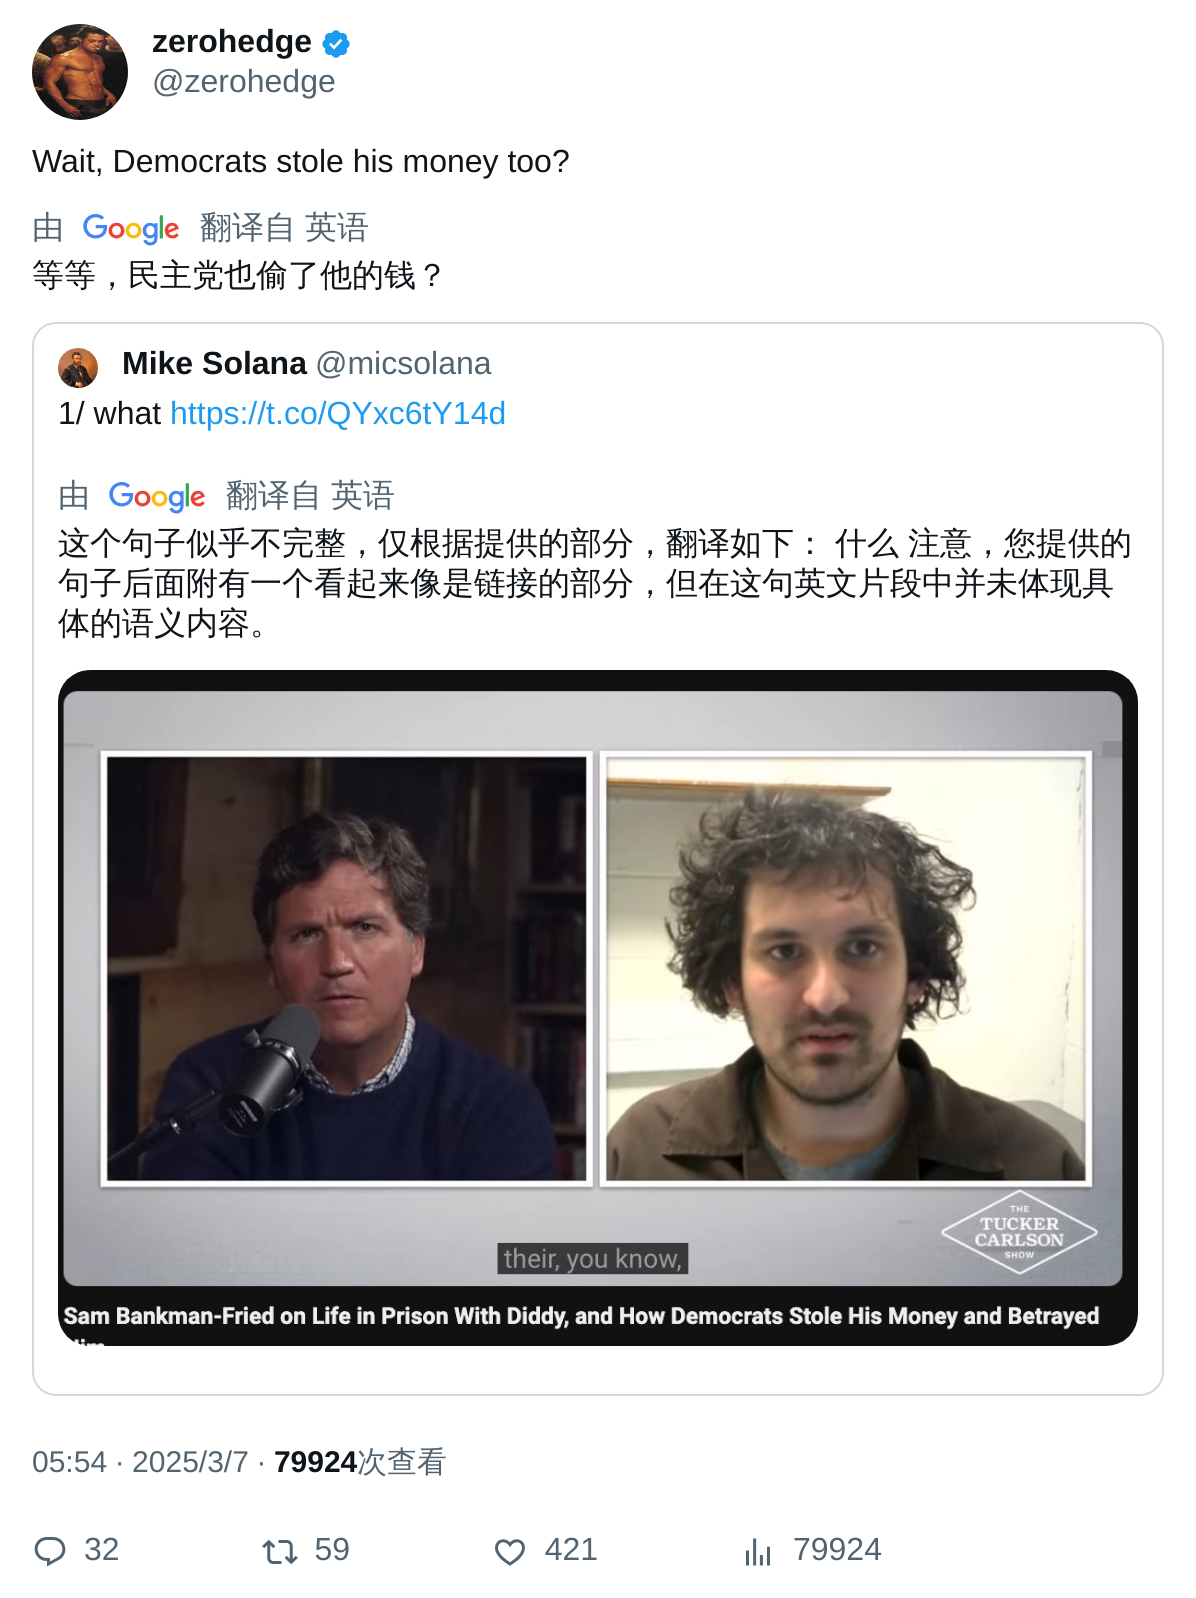 zerohedge
@zerohedge
Wait, Democrats stole his money too?
由 Google 翻译自 英语
等等，民主党也偷了他的钱？
Mike Solana @micsolana
1/ what https://t.co/QYxc6tY14d
由 Google 翻译自 英语
这个句子似乎不完整，仅根据提供的部分，翻译如下： 什么 注意，您提供的
句子后面附有一个看起来像是链接的部分，但在这句英文片段中并未体现具
体的语义内容。
THE
TUCKER
CARLSON
SHOW
their, you know,
Sam Bankman-Fried on Life in Prison With Diddy, and How Democrats Stole His Money and Betrayed
05:54 · 2025/3/7 · 79924次查看
32 59 421 79924